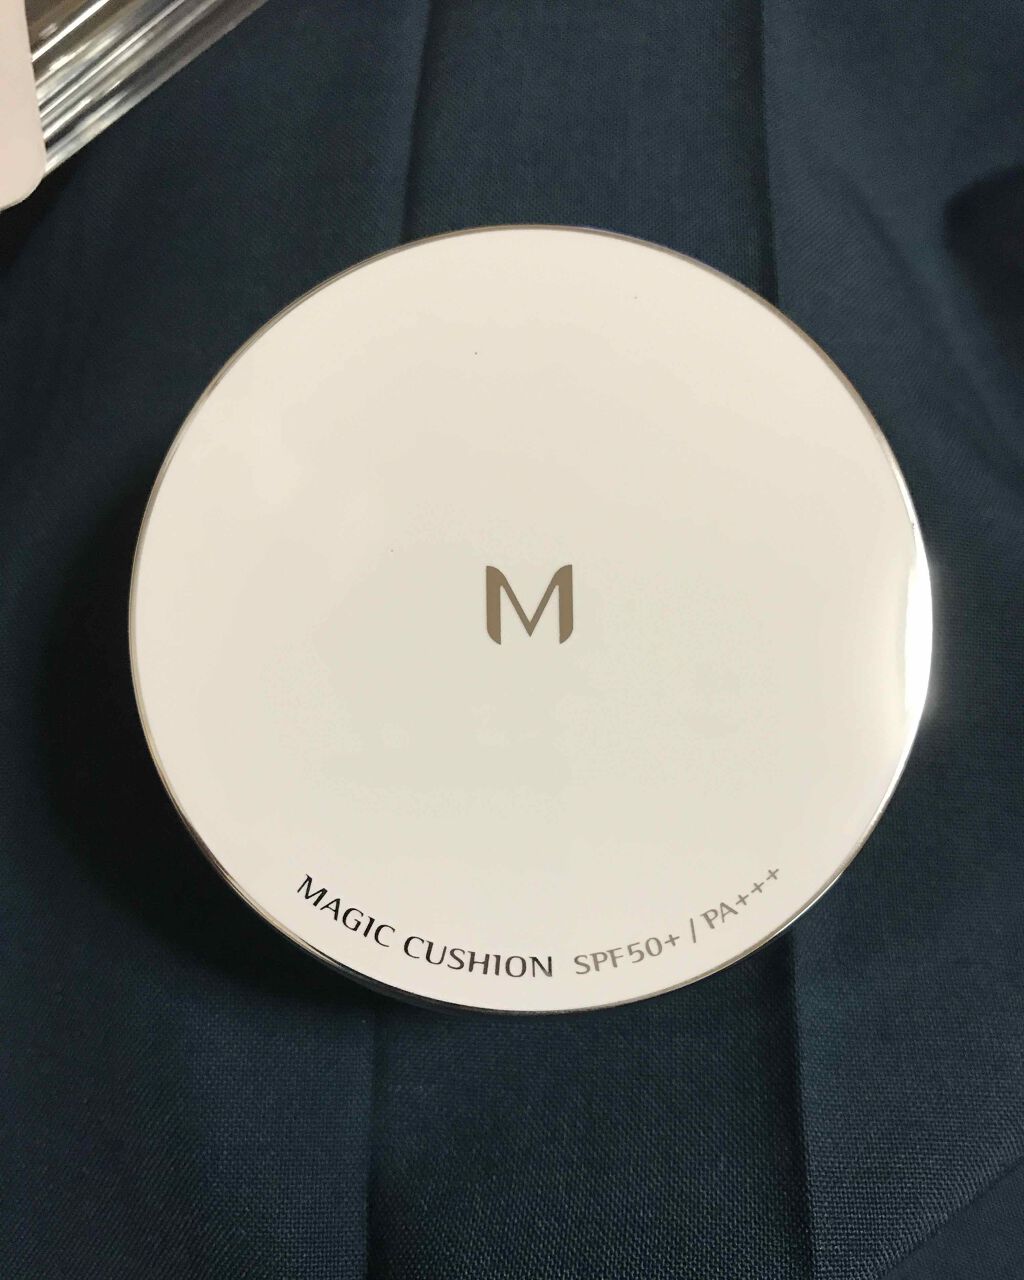 M
MAGIC CUSHION SPF50+ / PA+++